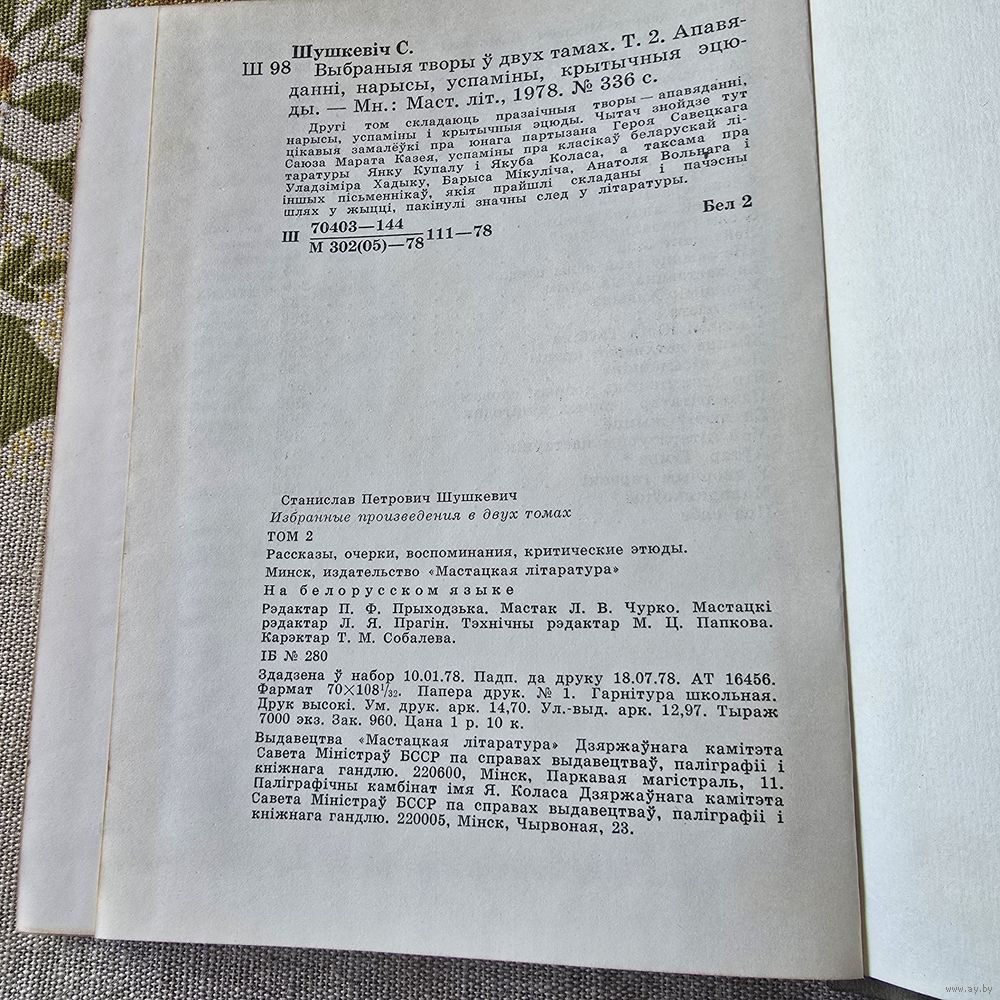 Шушкевіч С.
Ш 98 Выбраныя творы ў двух тамах. Т. 2. Апавя-
данні, нарысы, успаміны, крытычныя эцю-
ды. — Мн.: Маст. літ., 1978. № 336 с.
Другі том складаюць празаічныя творы — апавяданні,
нарысы, успаміны і крытычныя эцюды. Чытач знойдзе тут
цікавыя замалёўкі пра юнага партызана Героя Савецкага
Саюза Марата Казея, успаміны пра класікаў беларускай лі-
таратуры Янку Купалу і Якуба Коласа, а таксама пра
Уладзіміра Хадыку, Барыса Мікуліча, Анатоля Вольнага і
іншых пісьменнікаў, якія прайшлі складаны і пачэсны
шлях у жыцці, пакінулі значны след у літаратуры.
Ш 70403—144
М 302(05)—78 111—78
Бел 2
Станислав Петрович Шушкевич
Избранные произведения в двух томах
ТОМ 2
Рассказы, очерки, воспоминания, критические этюды.
Минск, издательство «Мастацкая літаратура»
На белорусском языке
Рэдактар П. Ф. Прыходзька. Мастак Л. В. Чурко. Мастацкі
рэдактар Л. Я. Прагін. Тэхнічны рэдактар М. Ц. Папкова.
Карэктар Т. М. Собалева.
ІБ № 280
Здадзена ў набор 10.01.78. Падп. да друку 18.07.78. АТ 16456.
Фармат 70×108¹/₃₂. Папера друк. № 1. Гарнітура школьная.
Друк высокі. Ум. друк. арк. 14,70. Ул.-выд. арк. 12,97. Тыраж
7000 экз. Зак. 960. Цана 1 р. 10 к.
Выдавецтва «Мастацкая літаратура» Дзяржаўнага камітэта
Савета Міністраў БССР па справах выдавецтваў, паліграфіі і
кніжнага гандлю. 220600, Мінск, Паркавая магістраль, 11.
Паліграфічны камбінат імя Я. Коласа Дзяржаўнага камітэта
Савета Міністраў БССР па справах выдавецтваў, паліграфіі і
кніжнага гандлю. 220005, Мінск, Чырвоная, 23.
www.ay.by